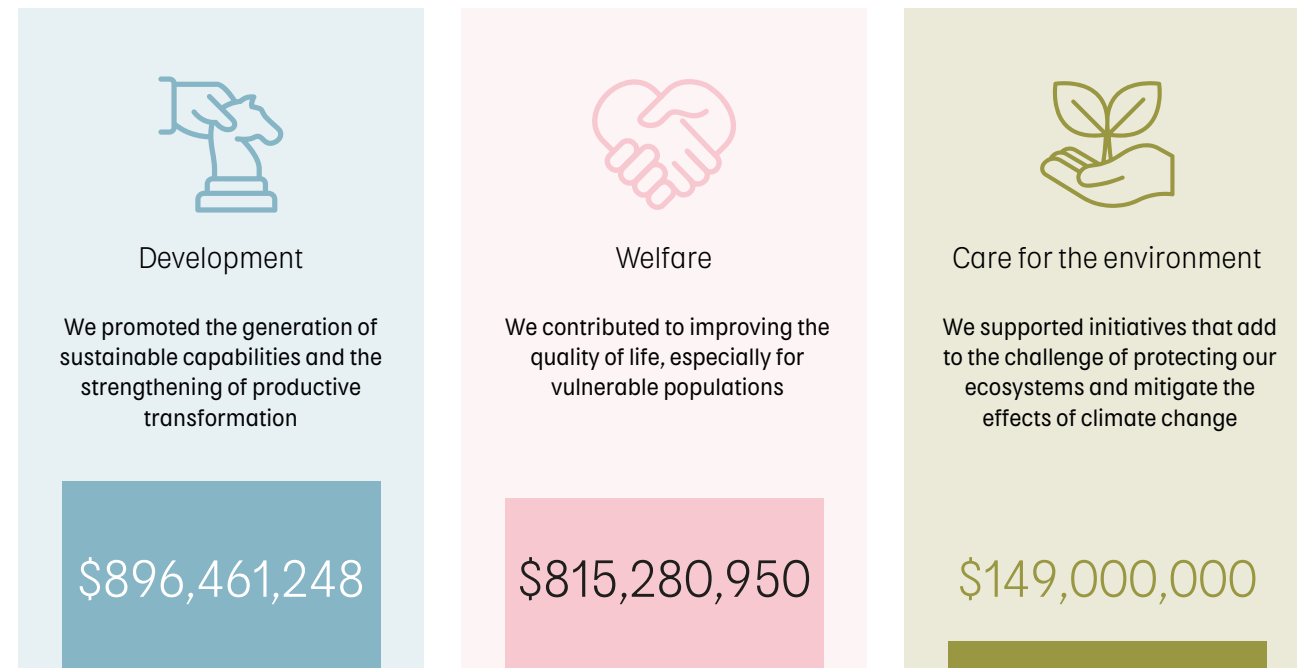 Development
We promoted the generation of
sustainable capabilities and the
strengthening of productive
transformation
$896,461,248
Welfare
We contributed to improving the
quality of life, especially for
vulnerable populations
$815,280,950
Care for the environment
We supported initiatives that add
to the challenge of protecting our
ecosystems and mitigate the
effects of climate change
$149,000,000